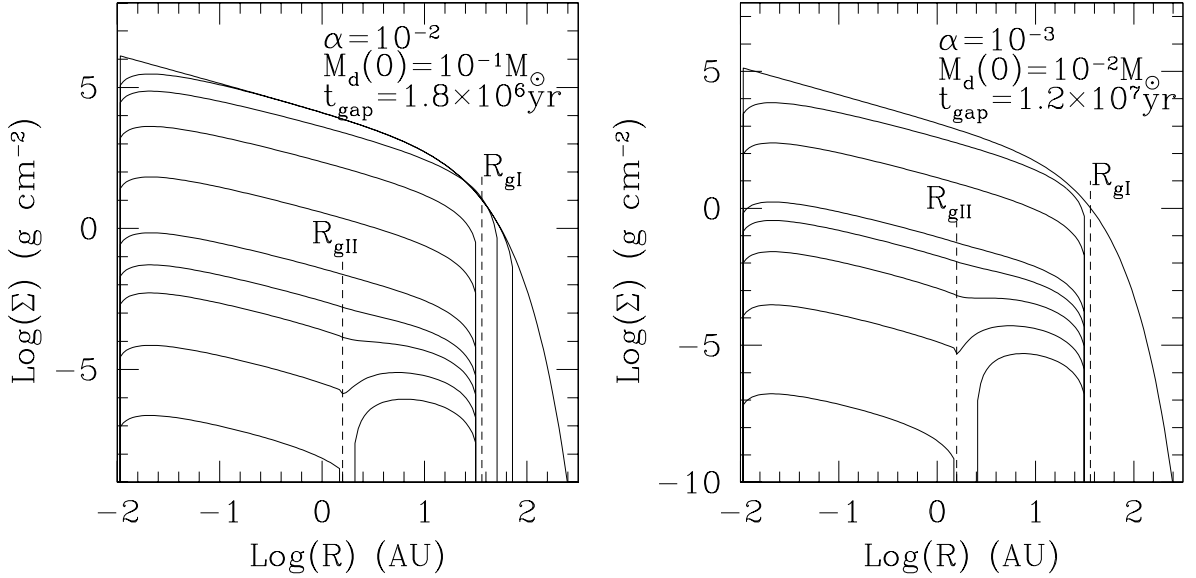 α=10⁻²
M_d(0)=10⁻¹M_⊙
t_gap=1.8×10⁶yr
R_gI
R_gII
5
0
−5
Log(Σ) (g cm⁻²)
−2 −1 0 1 2
Log(R) (AU)
α=10⁻³
M_d(0)=10⁻²M_⊙
t_gap=1.2×10⁷yr
R_gI
R_gII
5
0
−5
−10
Log(Σ) (g cm⁻²)
−2 −1 0 1 2
Log(R) (AU)